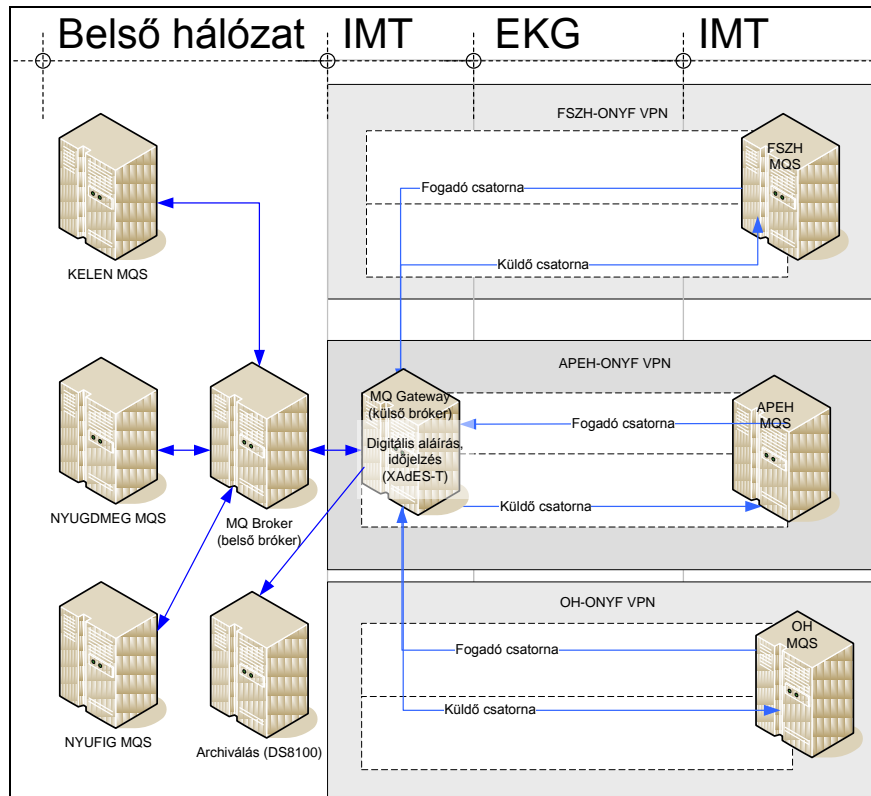 Belső hálózat
IMT
EKG
IMT
FSZH-ONYF VPN
FSZH
MQS
Fogadó csatorna
Küldő csatorna
KELEN MQS
APEH-ONYF VPN
MQ Gateway
(külső bróker)
Digitális aláírás,
időjelzés
(XAdES-T)
APEH
MQS
Fogadó csatorna
Küldő csatorna
NYUGDMEG MQS
MQ Broker
(belső bróker)
OH-ONYF VPN
OH
MQS
Fogadó csatorna
Küldő csatorna
NYUFIG MQS
Archiválás (DS8100)